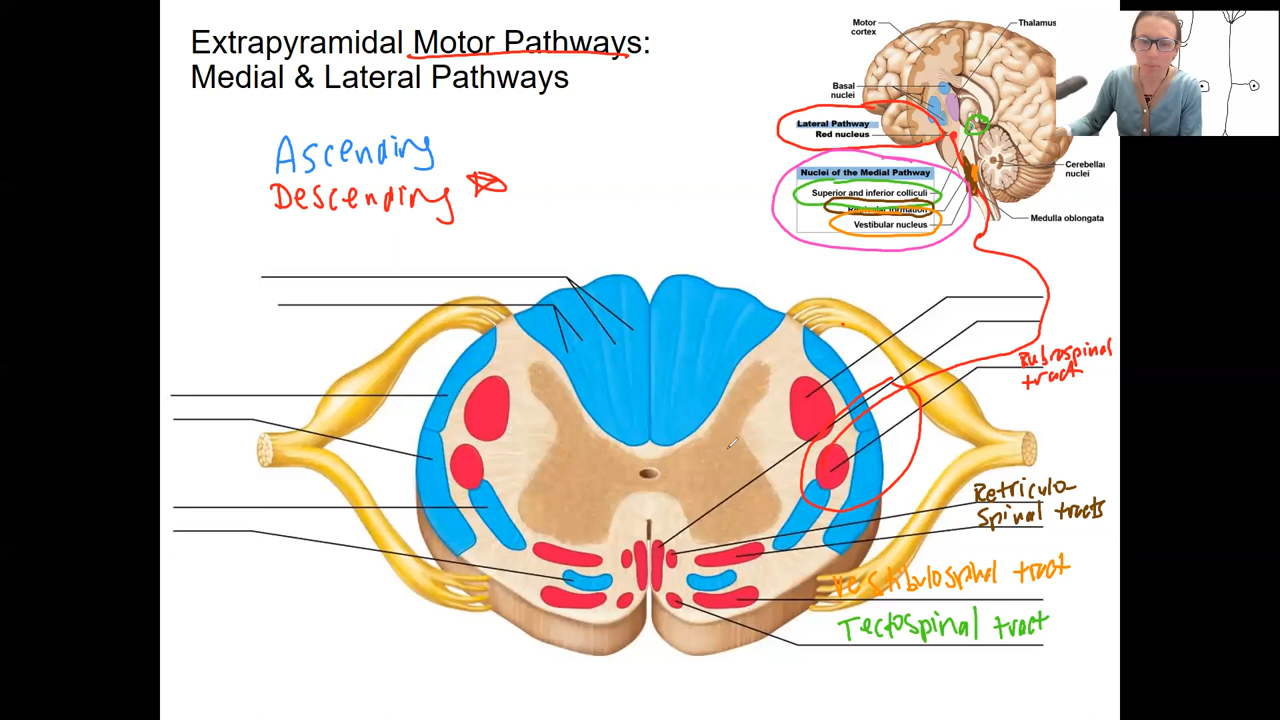 Extrapyramidal Motor Pathways:
Medial & Lateral Pathways
Ascending
Descending
Motor
cortex
Thalamus
Basal
nuclei
Lateral Pathway
Red nucleus
Nuclei of the Medial Pathway
Superior and inferior colliculi
formation
Vestibular nucleus
Cerebellar
nuclei
Medulla oblongata
Rubrospinal
tract
Reticulo
Spinal tracts
Vestibulospinal tract
Tectospinal tract